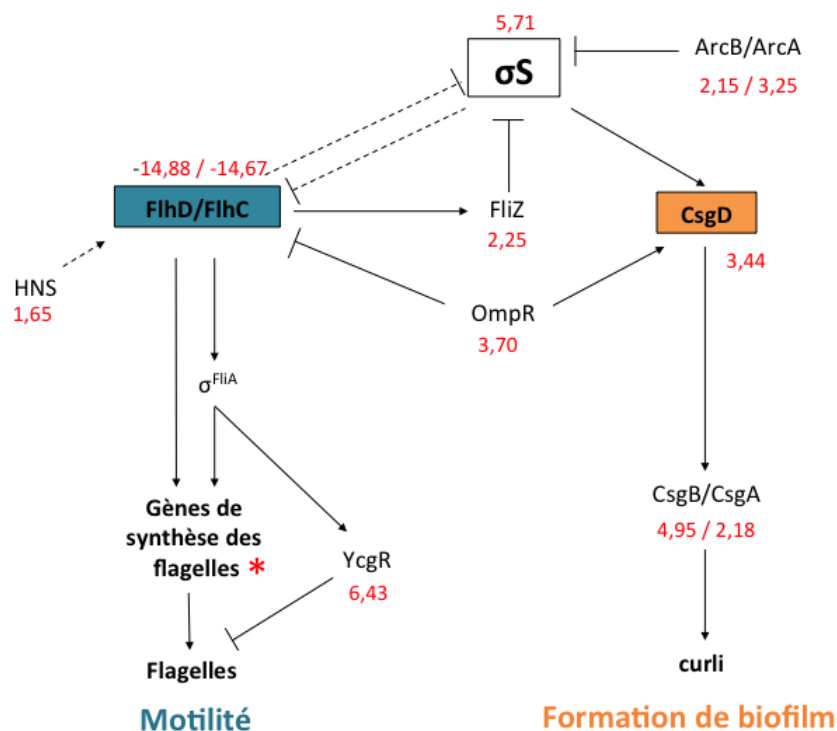 5,71
σS
ArcB/ArcA
2,15 / 3,25
-14,88 / -14,67
FlhD/FlhC
FliZ
2,25
CsgD
3,44
HNS
1,65
OmpR
3,70
σFliA
Gènes de
synthèse des
flagelles *
YcgR
6,43
CsgB/CsgA
4,95 / 2,18
Flagelles
curli
Motilité
Formation de biofilm